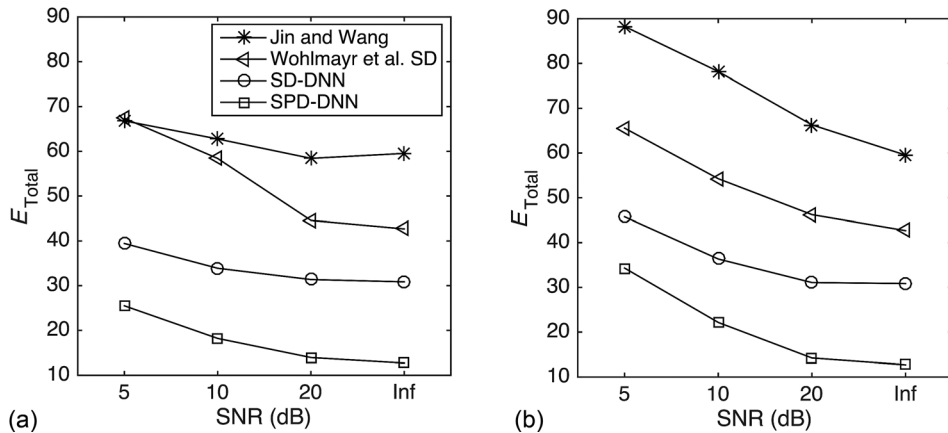 90
80
70
60
50
40
30
20
10
E Total
Jin and Wang
Wohlmayr et al. SD
SD-DNN
SPD-DNN
5 10 20 Inf
(a) SNR (dB)
90
80
70
60
50
40
30
20
10
E Total
5 10 20 Inf
(b) SNR (dB)